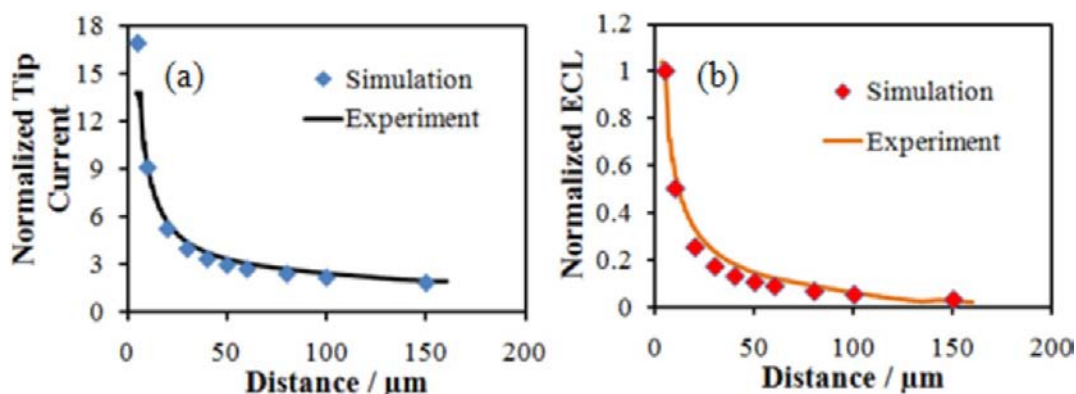 Normalized Tip
Current
18
15
12
9
6
3
0
(a)
Simulation
Experiment
0
50
100
150
200
Distance / μm
Normalized ECL
1.2
1
0.8
0.6
0.4
0.2
0
(b)
Simulation
Experiment
0
50
100
150
200
Distance / μm